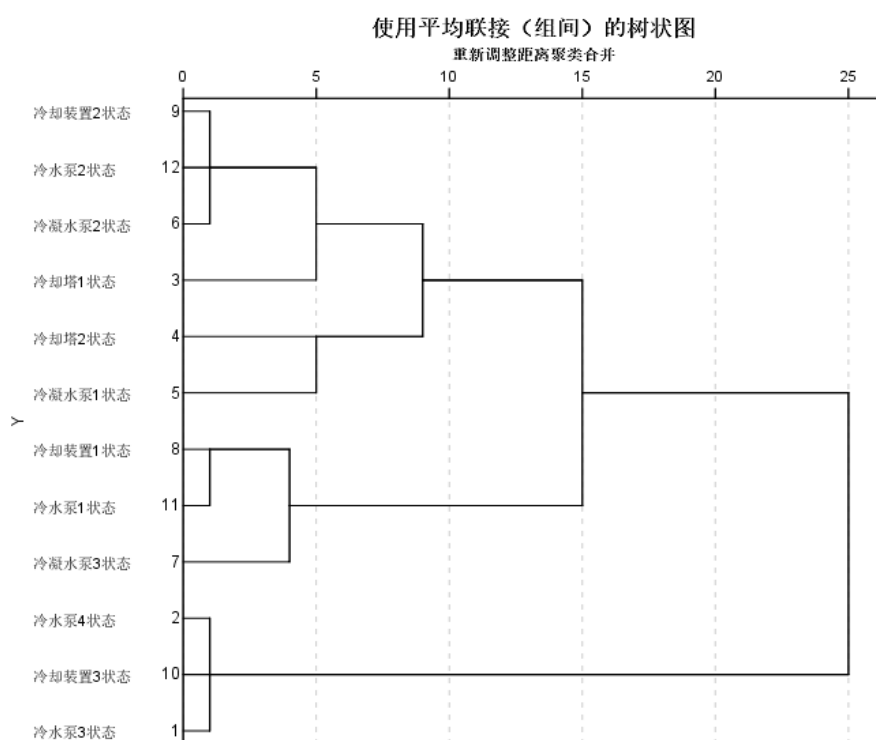 使用平均联接（组间）的树状图
重新调整距离聚类合并
0 5 10 15 20 25
冷却装置2状态 9
冷水泵2状态 12
冷凝水泵2状态 6
冷却塔1状态 3
冷却塔2状态 4
冷凝水泵1状态 5
Y
冷却装置1状态 8
冷水泵1状态 11
冷凝水泵3状态 7
冷水泵4状态 2
冷却装置3状态 10
冷水泵3状态 1